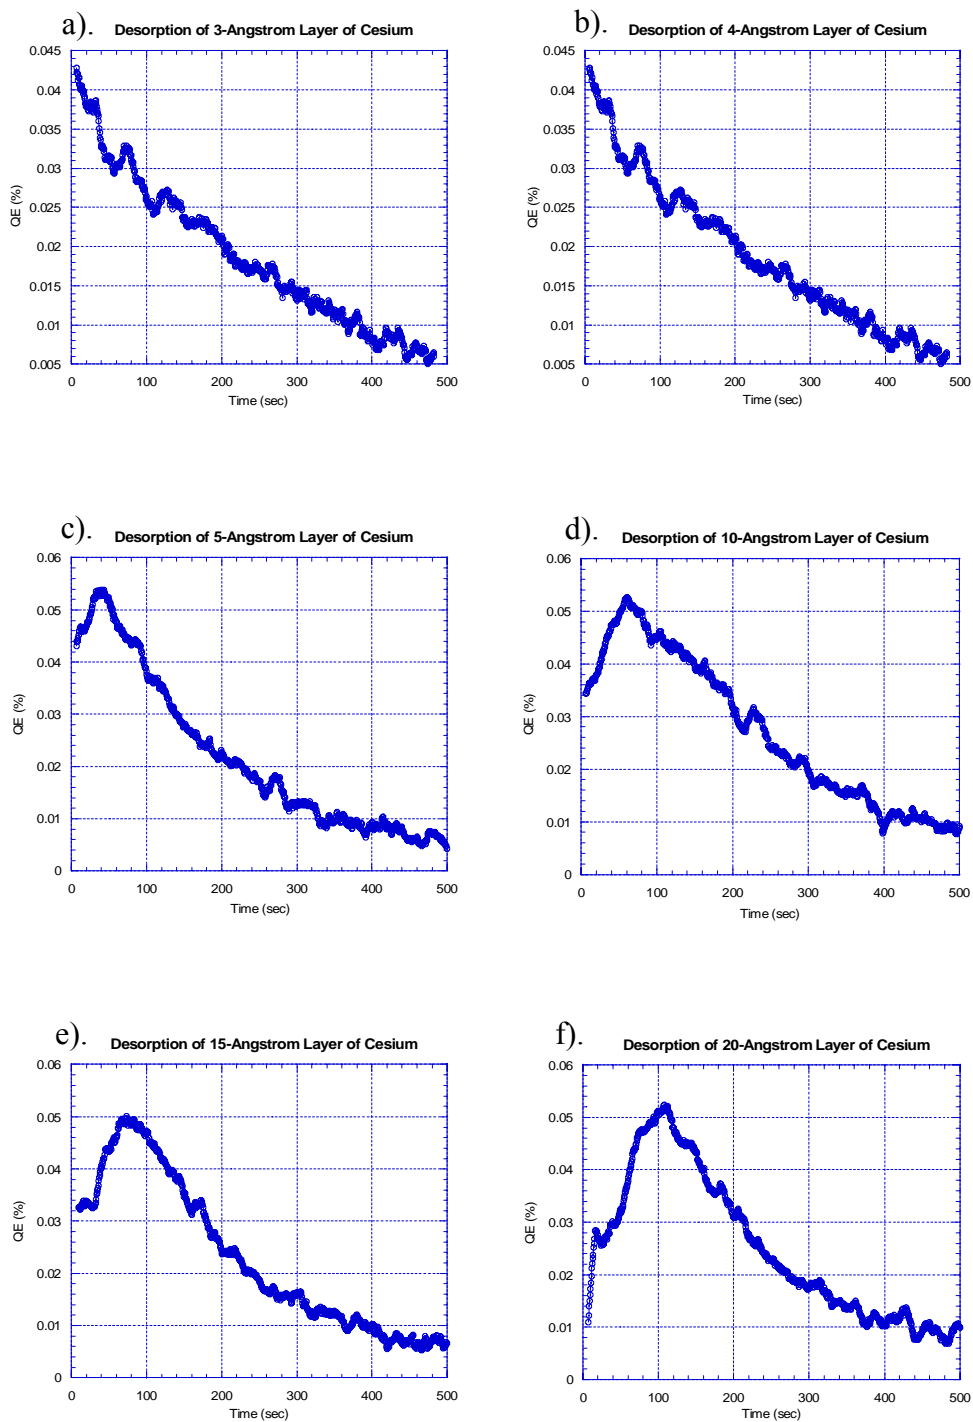 a). Desorption of 3-Angstrom Layer of Cesium
0.045
0.04
0.035
0.03
0.025
0.02
0.015
0.01
0.005
QE (%)
0 100 200 300 400 500
Time (sec)
b). Desorption of 4-Angstrom Layer of Cesium
0.045
0.04
0.035
0.03
0.025
0.02
0.015
0.01
0.005
QE (%)
0 100 200 300 400 500
Time (sec)
c). Desorption of 5-Angstrom Layer of Cesium
0.06
0.05
0.04
0.03
0.02
0.01
0
QE (%)
0 100 200 300 400 500
Time (sec)
d). Desorption of 10-Angstrom Layer of Cesium
0.06
0.05
0.04
0.03
0.02
0.01
0
QE (%)
0 100 200 300 400 500
Time (sec)
e). Desorption of 15-Angstrom Layer of Cesium
0.06
0.05
0.04
0.03
0.02
0.01
0
QE (%)
0 100 200 300 400 500
Time (sec)
f). Desorption of 20-Angstrom Layer of Cesium
0.06
0.05
0.04
0.03
0.02
0.01
0
QE (%)
0 100 200 300 400 500
Time (sec)